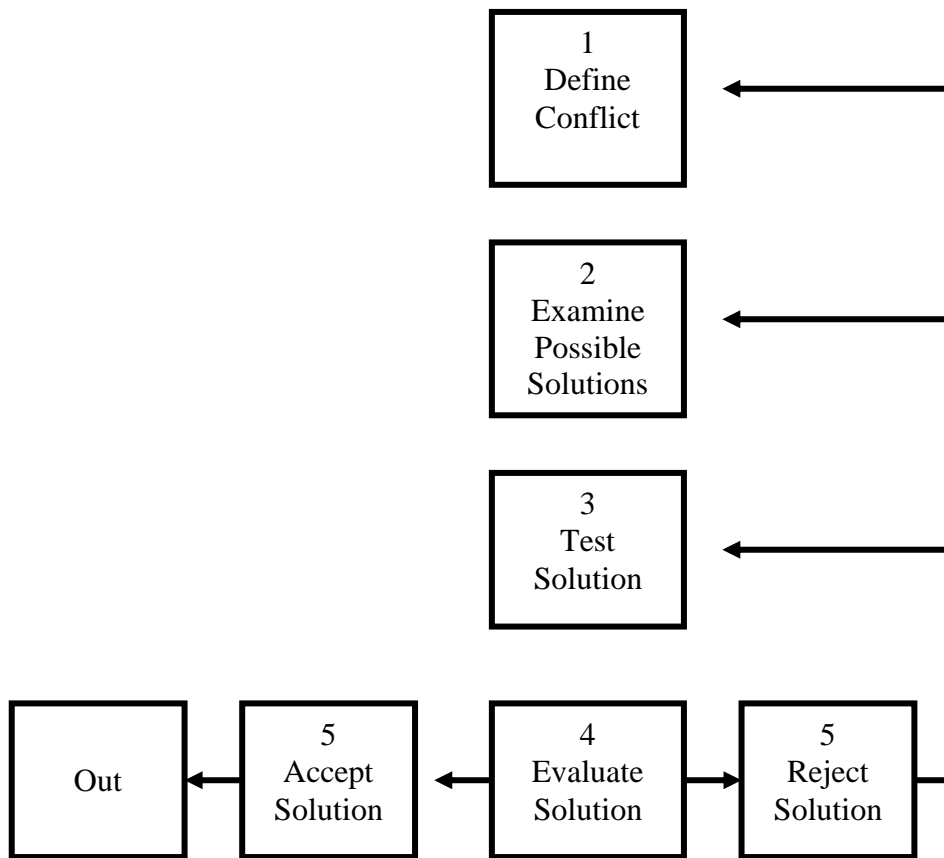 1
Define
Conflict
2
Examine
Possible
Solutions
3
Test
Solution
Out
5
Accept
Solution
4
Evaluate
Solution
5
Reject
Solution